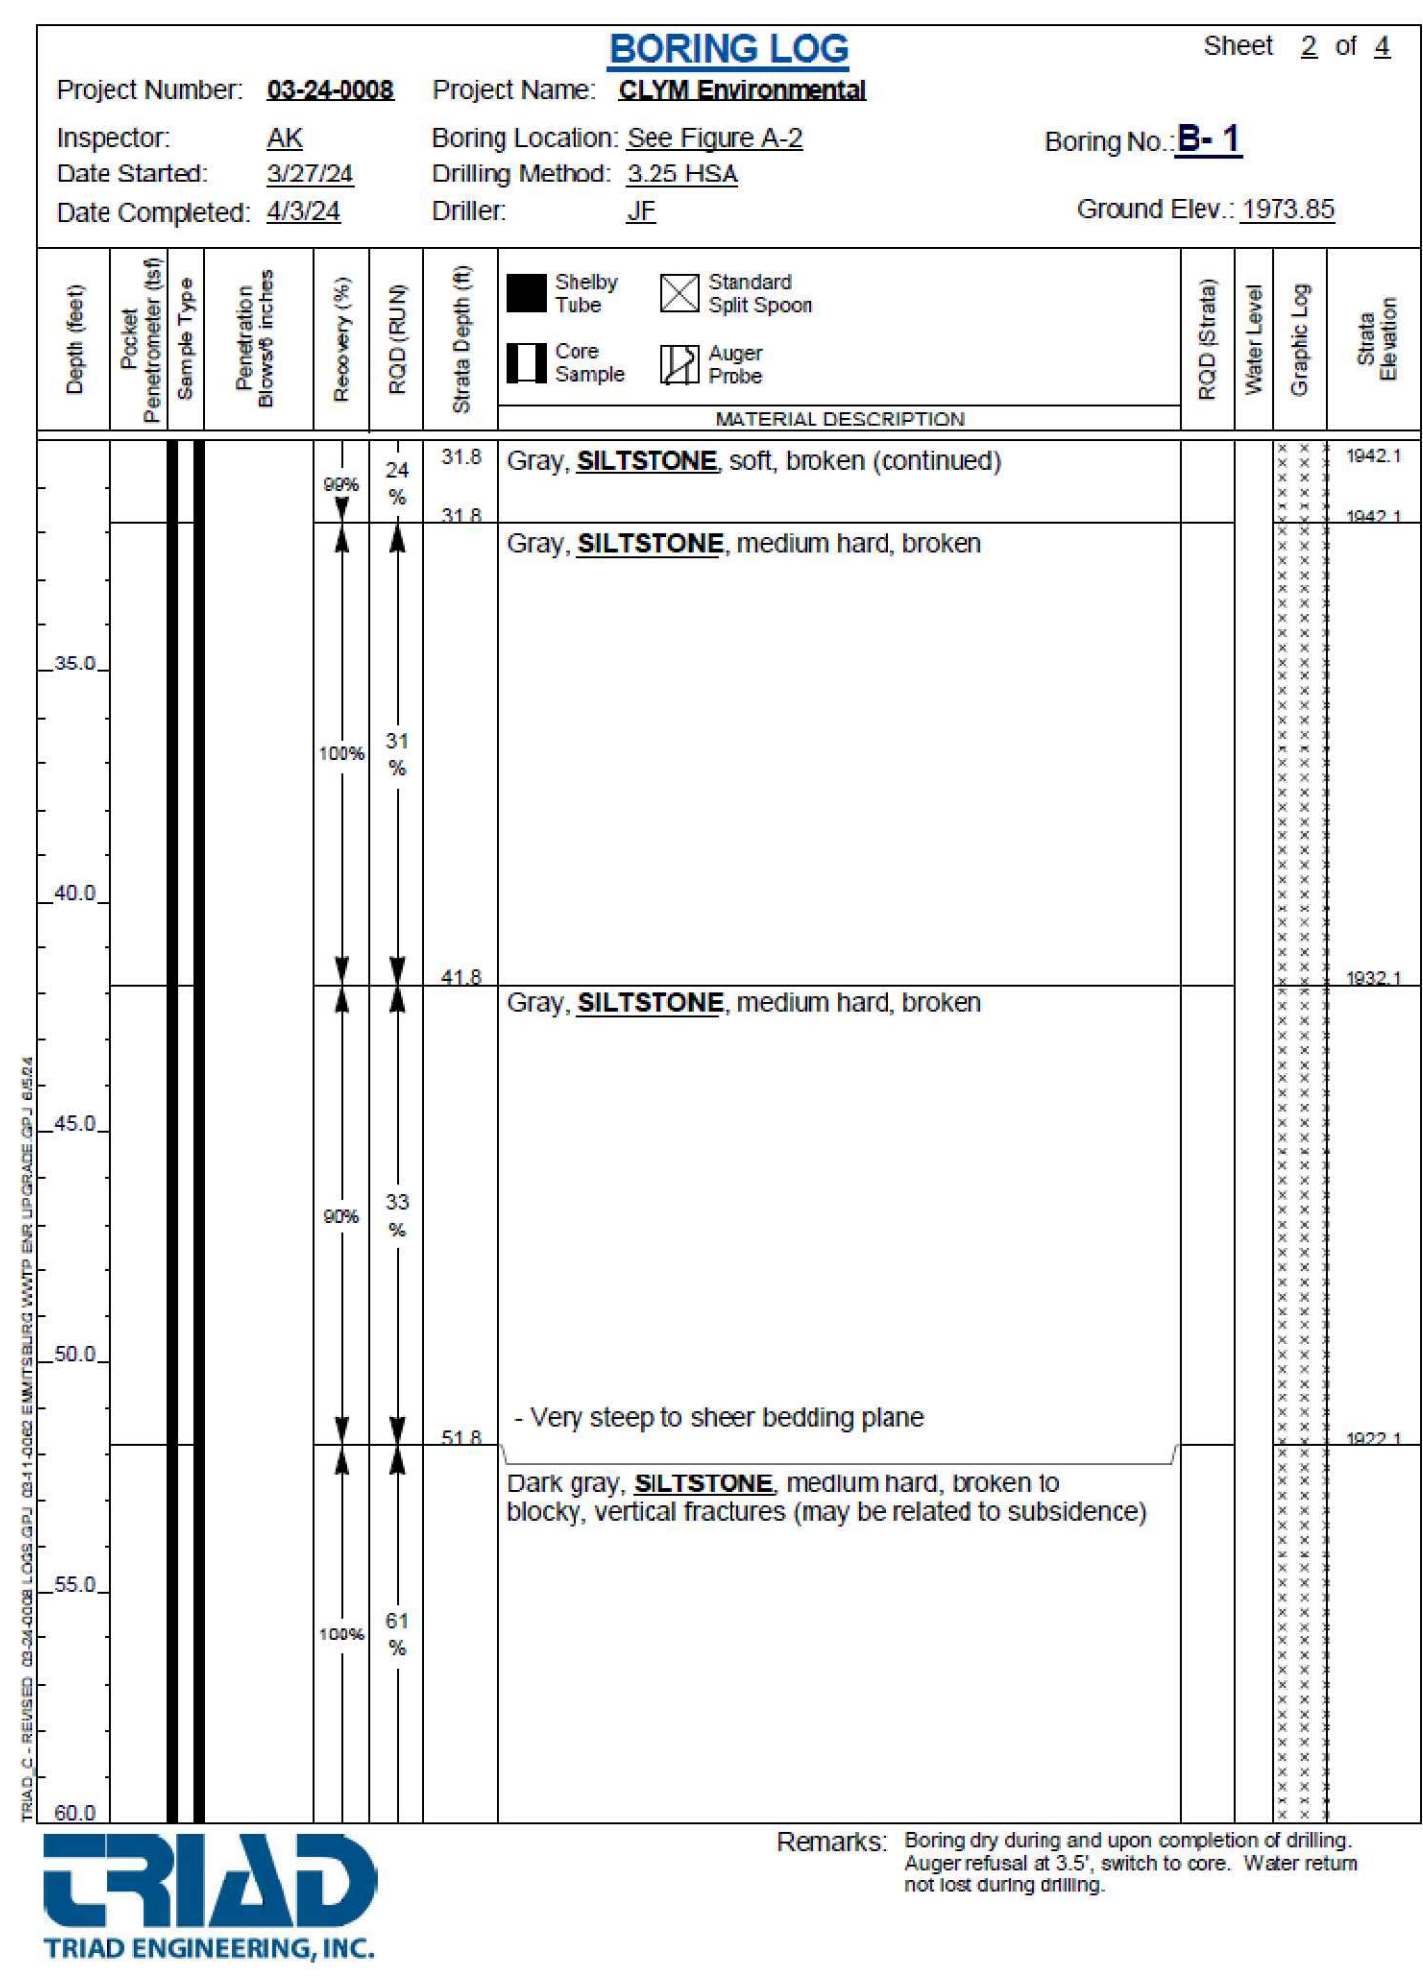 BORING LOG
Sheet 2 of 4
Project Number: 03-24-0008 Project Name: CLYM Environmental
Inspector: AK Boring Location: See Figure A-2
Boring No.: B- 1
Date Started: 3/27/24 Drilling Method: 3.25 HSA
Date Completed: 4/3/24 Driller: JF Ground Elev.: 1973.85
Depth (feet)
Pocket
Penetrometer (tsf)
Sample Type
Penetration
Blows/6 inches
Recovery (%)
RQD (RUN)
Strata Depth (ft)
Shelby
Tube
Standard
Split Spoon
Core
Sample
Auger
Probe
MATERIAL DESCRIPTION
RQD (Strata)
Water Level
Graphic Log
Strata
Elevation
99% 24
%
31.8 Gray, SILTSTONE, soft, broken (continued) 1942.1
31.8 1942.1
Gray, SILTSTONE, medium hard, broken
35.0
100% 31
%
40.0
41.8 1932.1
Gray, SILTSTONE, medium hard, broken
45.0
90% 33
%
50.0
- Very steep to sheer bedding plane
51.8 1922.1
Dark gray, SILTSTONE, medium hard, broken to
blocky, vertical fractures (may be related to subsidence)
55.0
100% 61
%
60.0
TRIAD_C - REVISED 03-24-0008 LOGS.GPJ 03-11-0062 EMMITSBURG WWTP ENR UPGRADE.GPJ 6/5/24
TRIAD
TRIAD ENGINEERING, INC.
Remarks: Boring dry during and upon completion of drilling.
Auger refusal at 3.5', switch to core. Water return
not lost during drilling.